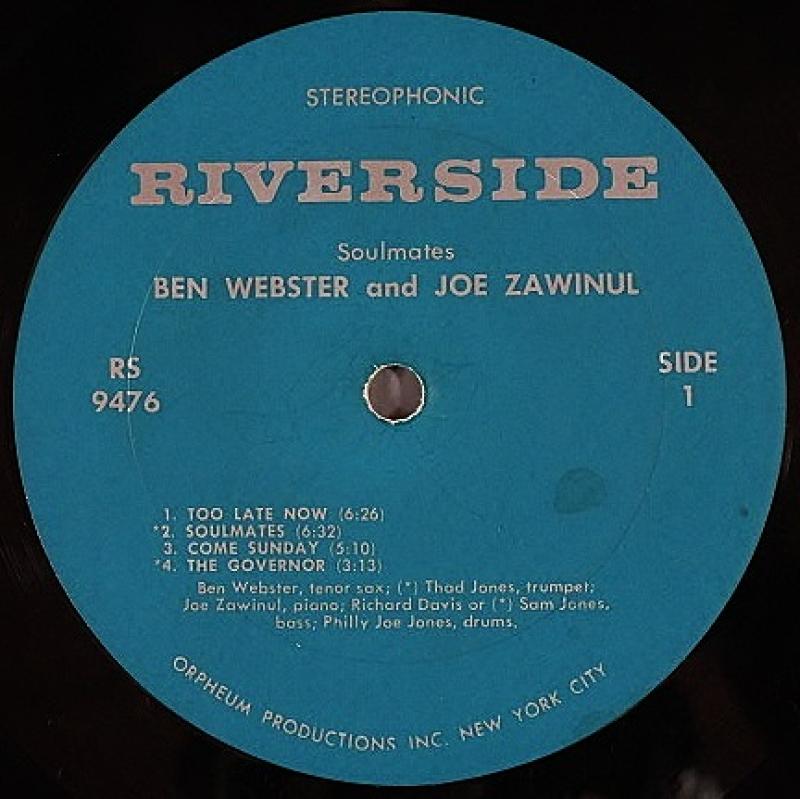 STEREOPHONIC
RIVERSIDE
Soulmates
BEN WEBSTER and JOE ZAWINUL
RS
9476
SIDE
1
1. TOO LATE NOW (6:26)
*2. SOULMATES (6:32)
3. COME SUNDAY (5:10)
*4. THE GOVERNOR (3:13)
Ben Webster, tenor sax; (*) Thad Jones, trumpet;
Joe Zawinul, piano; Richard Davis or (*) Sam Jones,
bass; Philly Joe Jones, drums.
ORPHEUM PRODUCTIONS INC. NEW YORK CITY